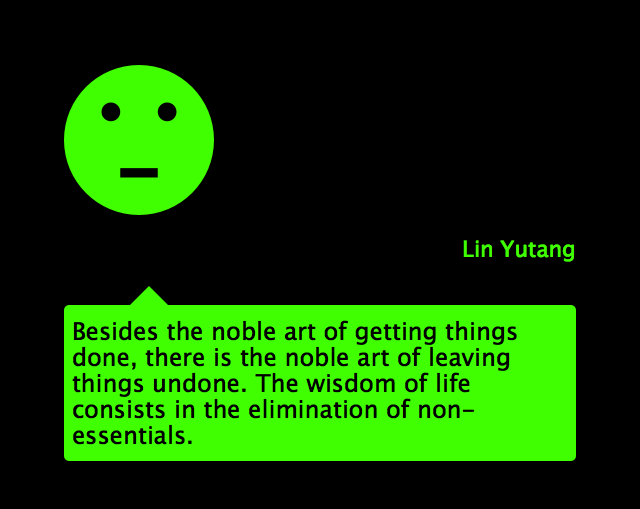 Lin Yutang
Besides the noble art of getting things
done, there is the noble art of leaving
things undone. The wisdom of life
consists in the elimination of non-
essentials.